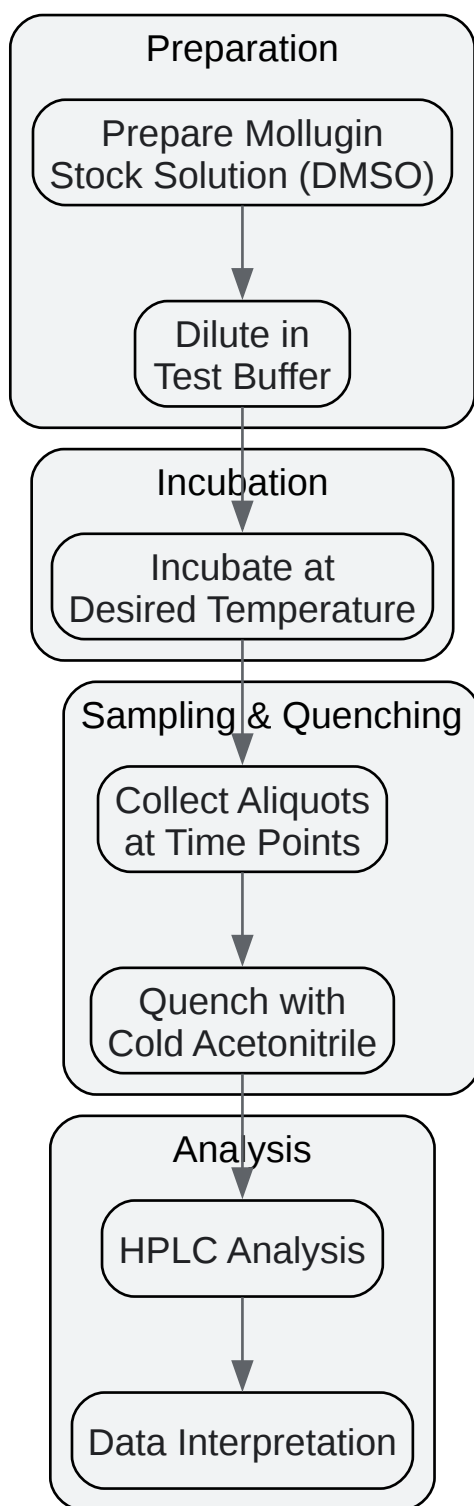 Preparation
Prepare Mollugin
Stock Solution (DMSO)
Dilute in
Test Buffer
Incubation
Incubate at
Desired Temperature
Sampling & Quenching
Collect Aliquots
at Time Points
Quench with
Cold Acetonitrile
Analysis
HPLC Analysis
Data Interpretation